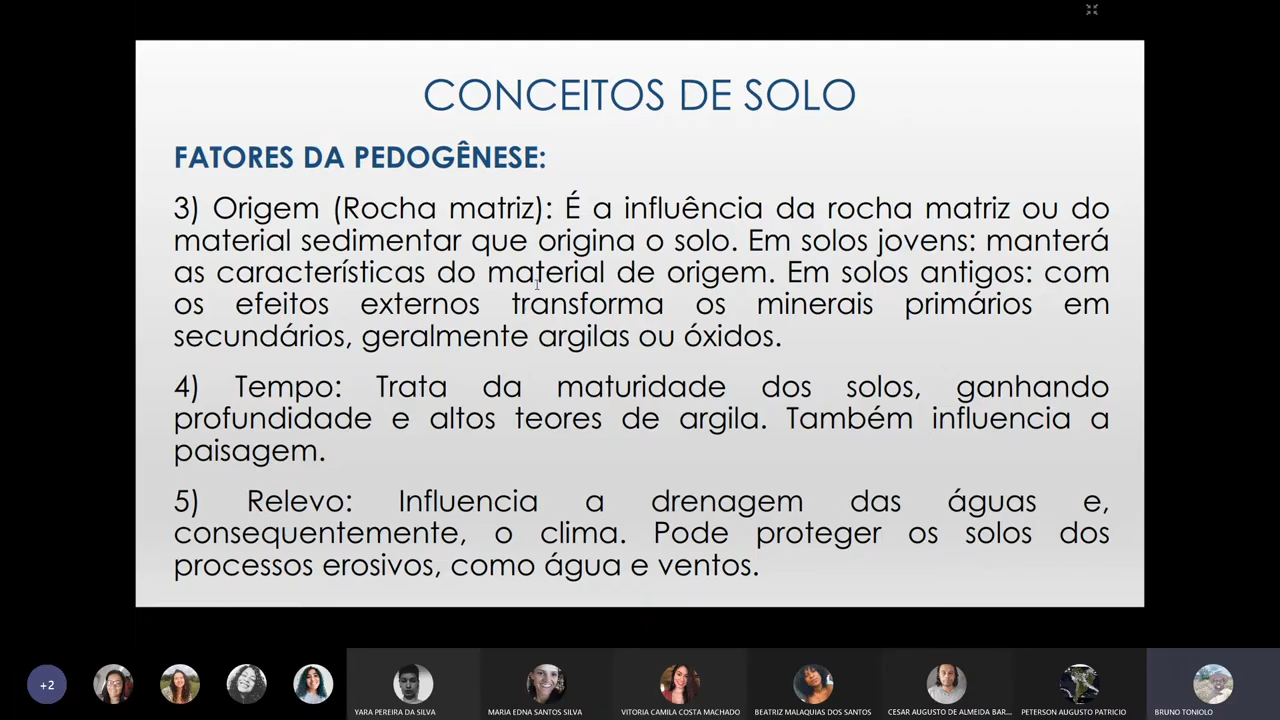 CONCEITOS DE SOLO
FATORES DA PEDOGÊNESE:
3) Origem (Rocha matriz): É a influência da rocha matriz ou do
material sedimentar que origina o solo. Em solos jovens: manterá
as características do material de origem. Em solos antigos: com
os efeitos externos transforma os minerais primários em
secundários, geralmente argilas ou óxidos.
4) Tempo: Trata da maturidade dos solos, ganhando
profundidade e altos teores de argila. Também influencia a
paisagem.
5) Relevo: Influencia a drenagem das águas e,
consequentemente, o clima. Pode proteger os solos dos
processos erosivos, como água e ventos.
+2
YARA PEREIRA DA SILVA
MARIA EDNA SANTOS SILVA
VITORIA CAMILA COSTA MACHADO
BEATRIZ MALAQUIAS DOS SANTOS
CESAR AUGUSTO DE ALMEIDA BAR...
PETERSON AUGUSTO PATRICIO
BRUNO TONIOLO